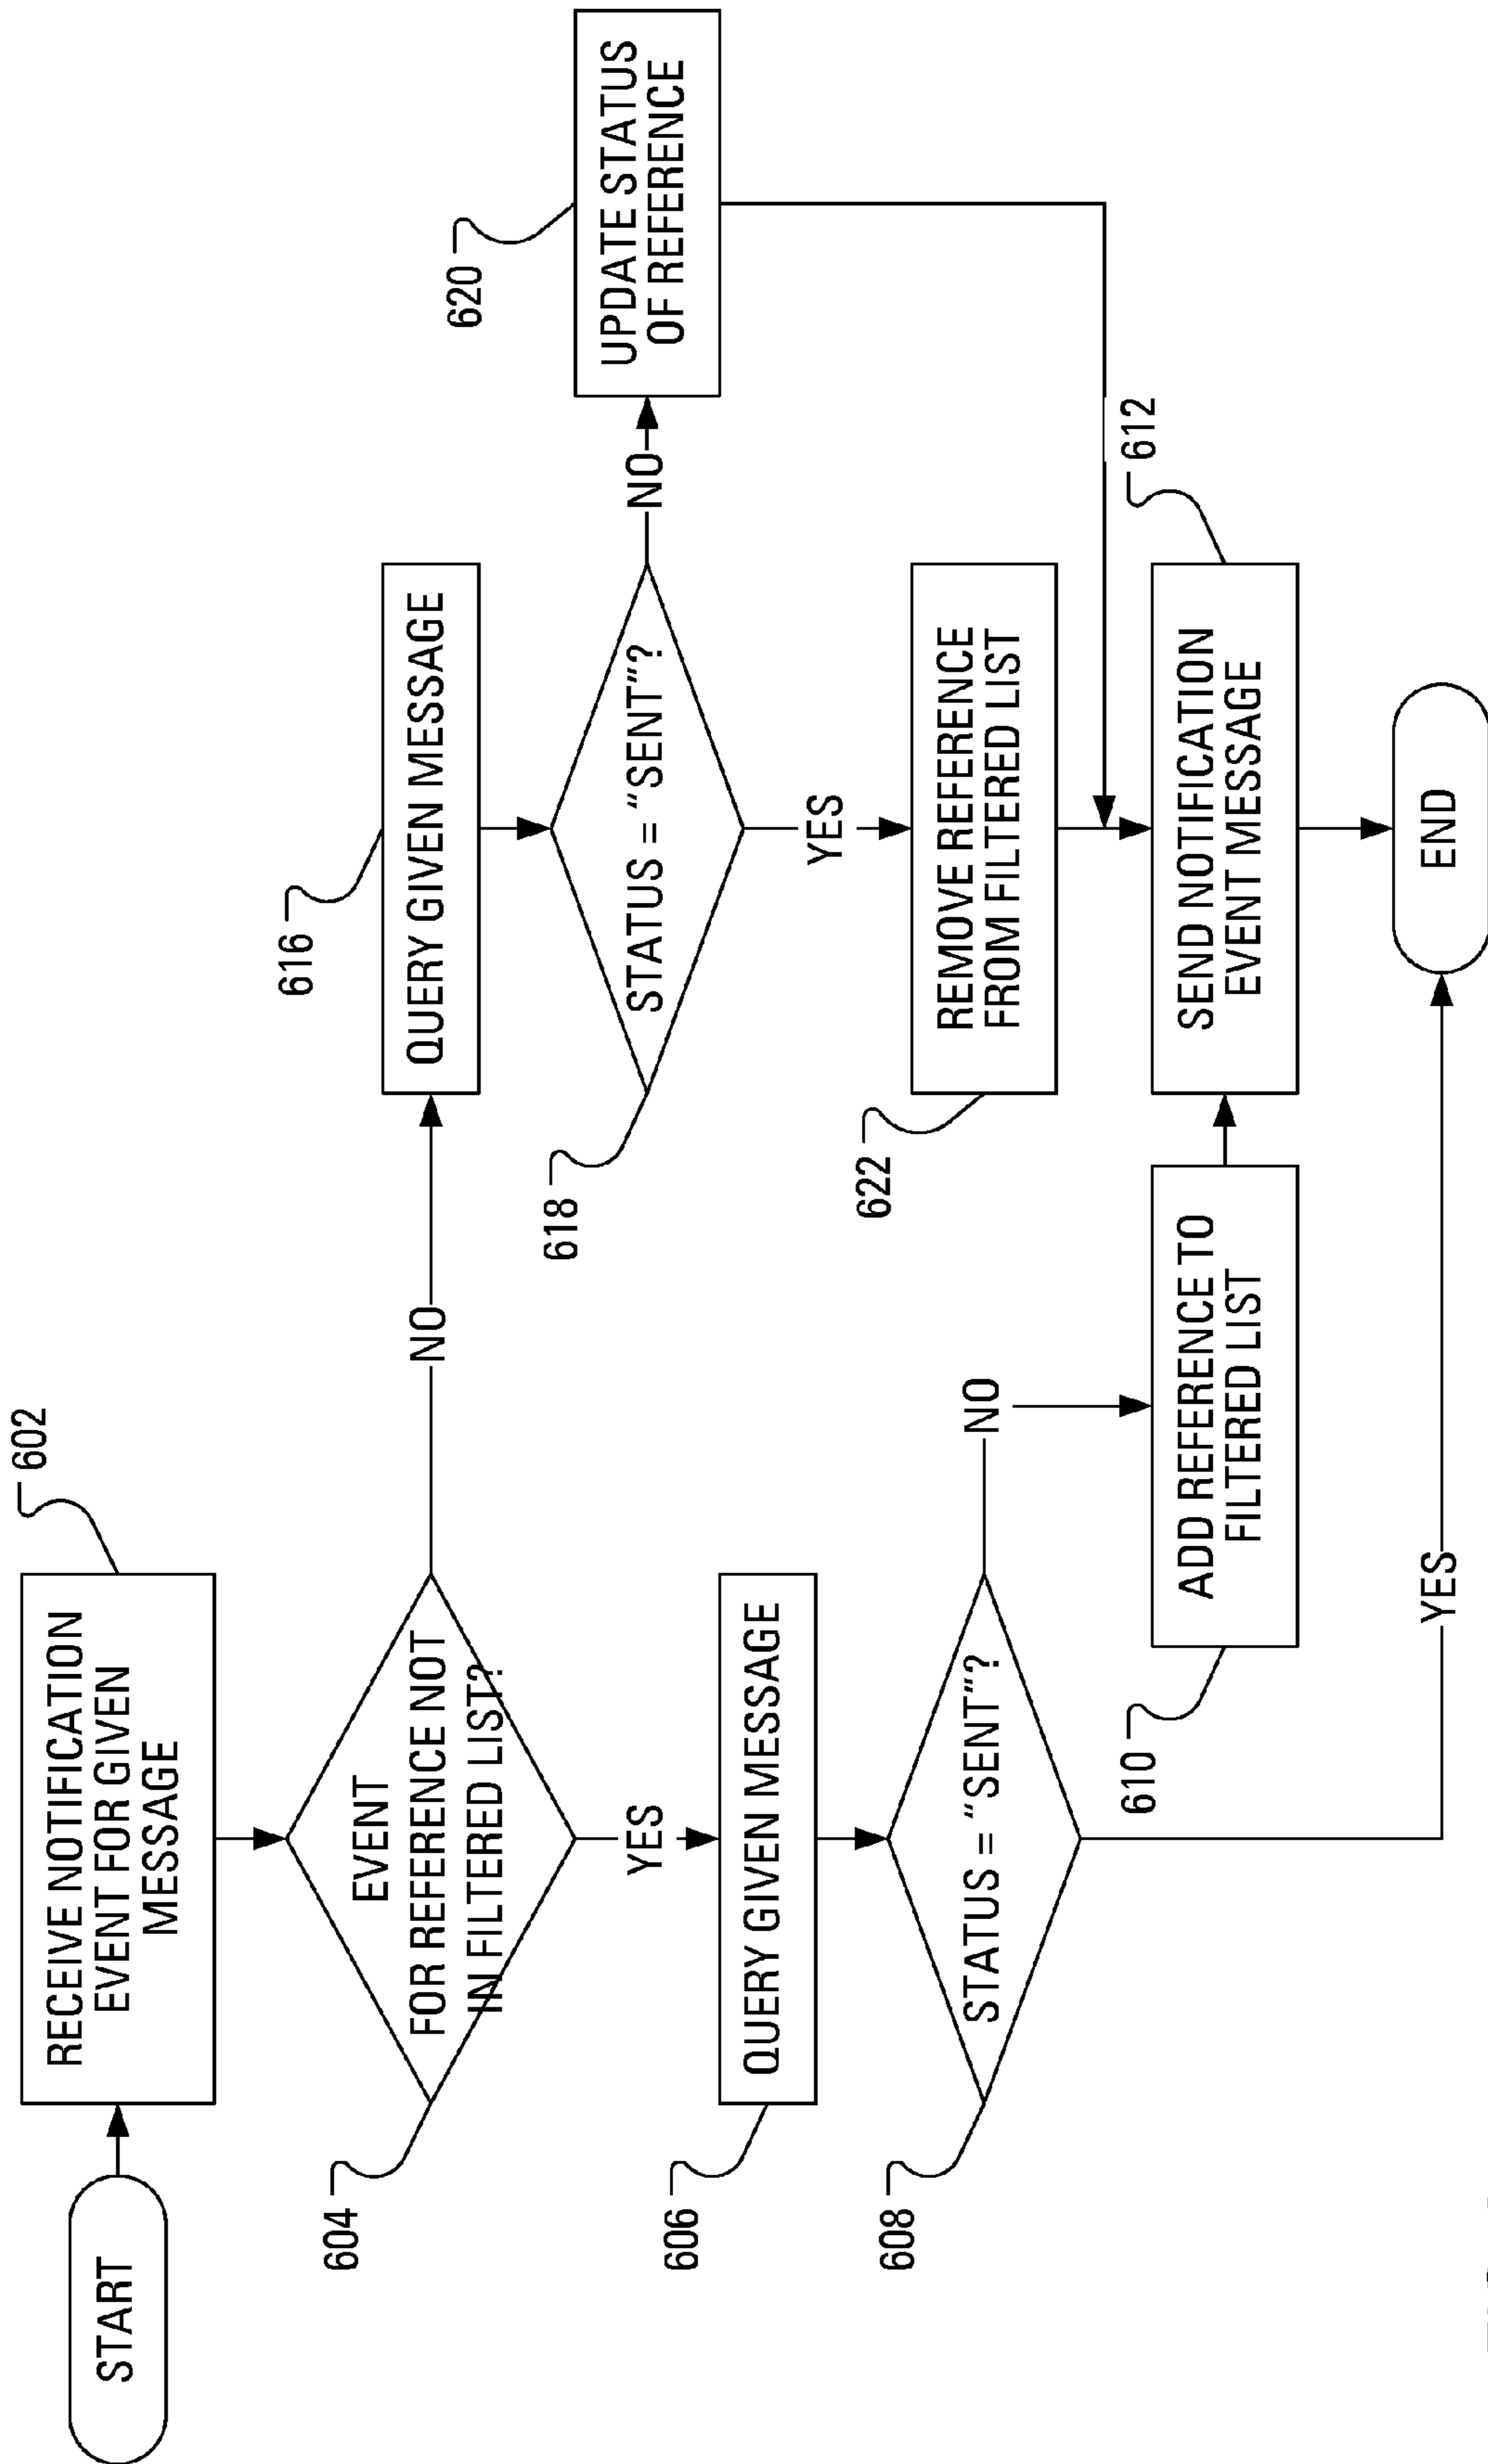 START
RECEIVE NOTIFICATION
EVENT FOR GIVEN
MESSAGE
602
EVENT
FOR REFERENCE NOT
IN FILTERED LIST?
604
NO
YES
QUERY GIVEN MESSAGE
606
STATUS = “SENT”?
608
NO
YES
ADD REFERENCE TO
FILTERED LIST
610
QUERY GIVEN MESSAGE
616
STATUS = “SENT”?
618
NO
YES
UPDATE STATUS
OF REFERENCE
620
REMOVE REFERENCE
FROM FILTERED LIST
622
SEND NOTIFICATION
EVENT MESSAGE
612
END